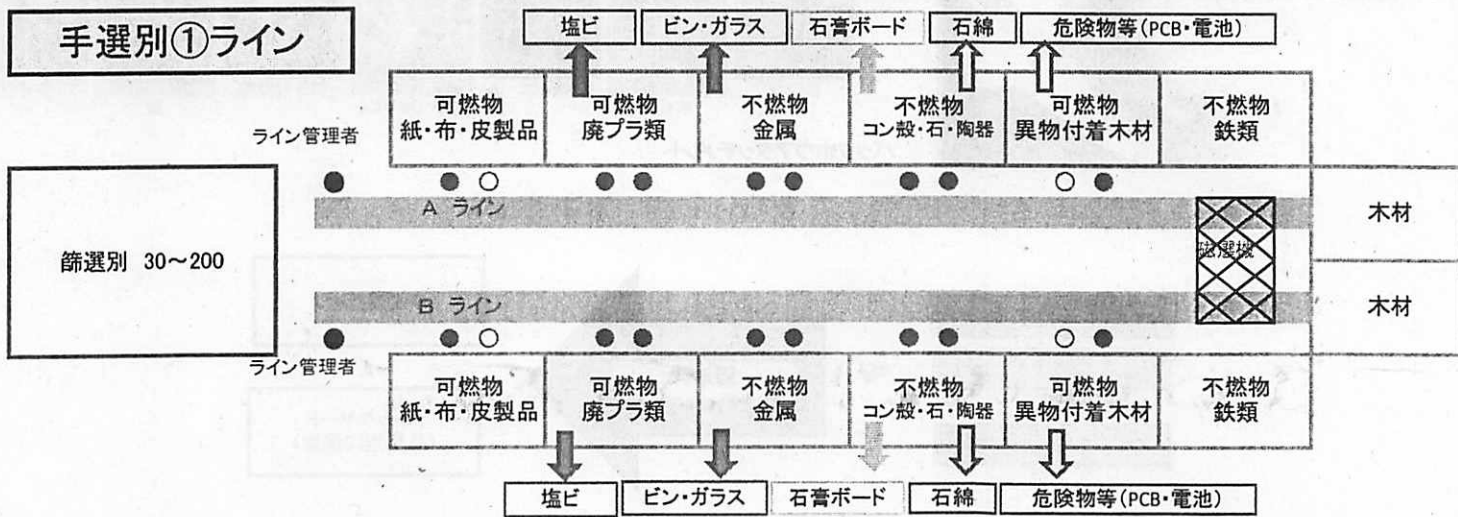 手選別①ライン
塩ビ
ビン・ガラス
石膏ボード
石綿
危険物等(PCB・電池)
可燃物
紙・布・皮製品
可燃物
廃プラ類
不燃物
金属
不燃物
コン殻・石・陶器
可燃物
異物付着木材
不燃物
鉄類
ライン管理者
A ライン
篩選別 30～200
磁選機
木材
木材
B ライン
ライン管理者
可燃物
紙・布・皮製品
可燃物
廃プラ類
不燃物
金属
不燃物
コン殻・石・陶器
可燃物
異物付着木材
不燃物
鉄類
塩ビ
ビン・ガラス
石膏ボード
石綿
危険物等(PCB・電池)